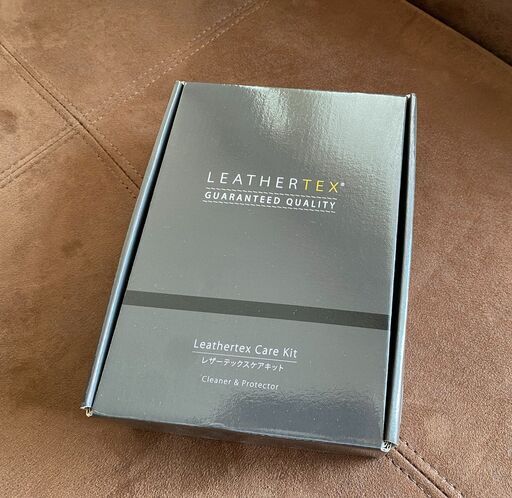 LEATHERTEX®
GUARANTEED QUALITY
Leathertex Care Kit
レザーテックスケアキット
Cleaner & Protector